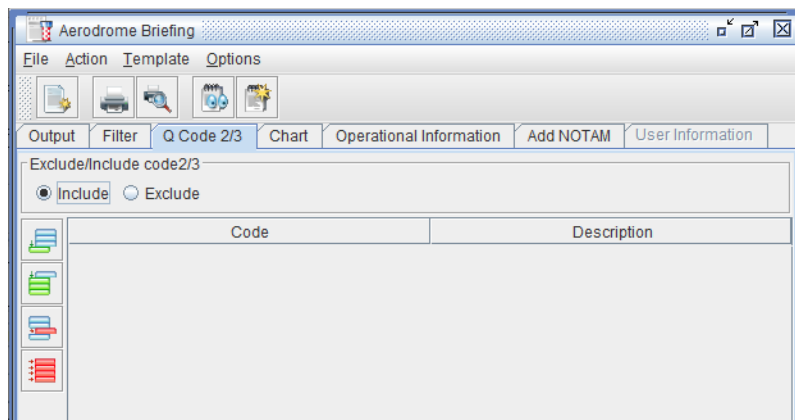 Aerodrome Briefing
File Action Template Options
Output Filter Q Code 2/3 Chart Operational Information Add NOTAM User Information
Exclude/Include code2/3
Include Exclude
Code Description